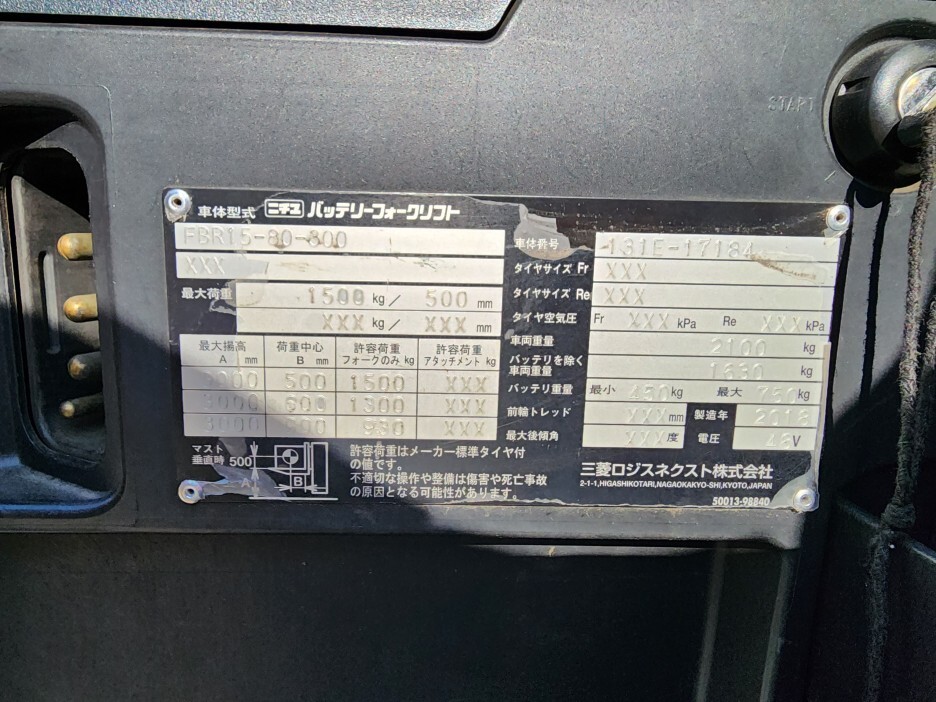 START
車体型式 ニチユ バッテリーフォークリフト
FBR15-80-300
XXX
最大荷重 1500 kg／ 500 mm
XXX kg／ XXX mm
最大揚高 A mm 荷重中心 B mm 許容荷重 フォークのみ kg 許容荷重 アタッチメント kg
3000 500 1500 XXX
3000 600 1300 XXX
3000 930 XXX
マスト
垂直時 500
A B
許容荷重はメーカー標準タイヤ付
の値です。
不適切な操作や整備は傷害や死亡事故
の原因となる可能性があります。
車体番号 131E-17184
タイヤサイズ Fr XXX
タイヤサイズ Re XXX
タイヤ空気圧 Fr XXX kPa Re XXX kPa
車両重量 2100 kg
バッテリを除く
車両重量 1630 kg
バッテリ重量 最小 450 kg 最大 750 kg
前輪トレッド XXX mm 製造年 2018
最大後傾角 XXX 度 電圧 48 V
三菱ロジスネクスト株式会社
2-1-1,HIGASHIKOTARI,NAGAOKAKYO-SHI,KYOTO,JAPAN
50013-98840